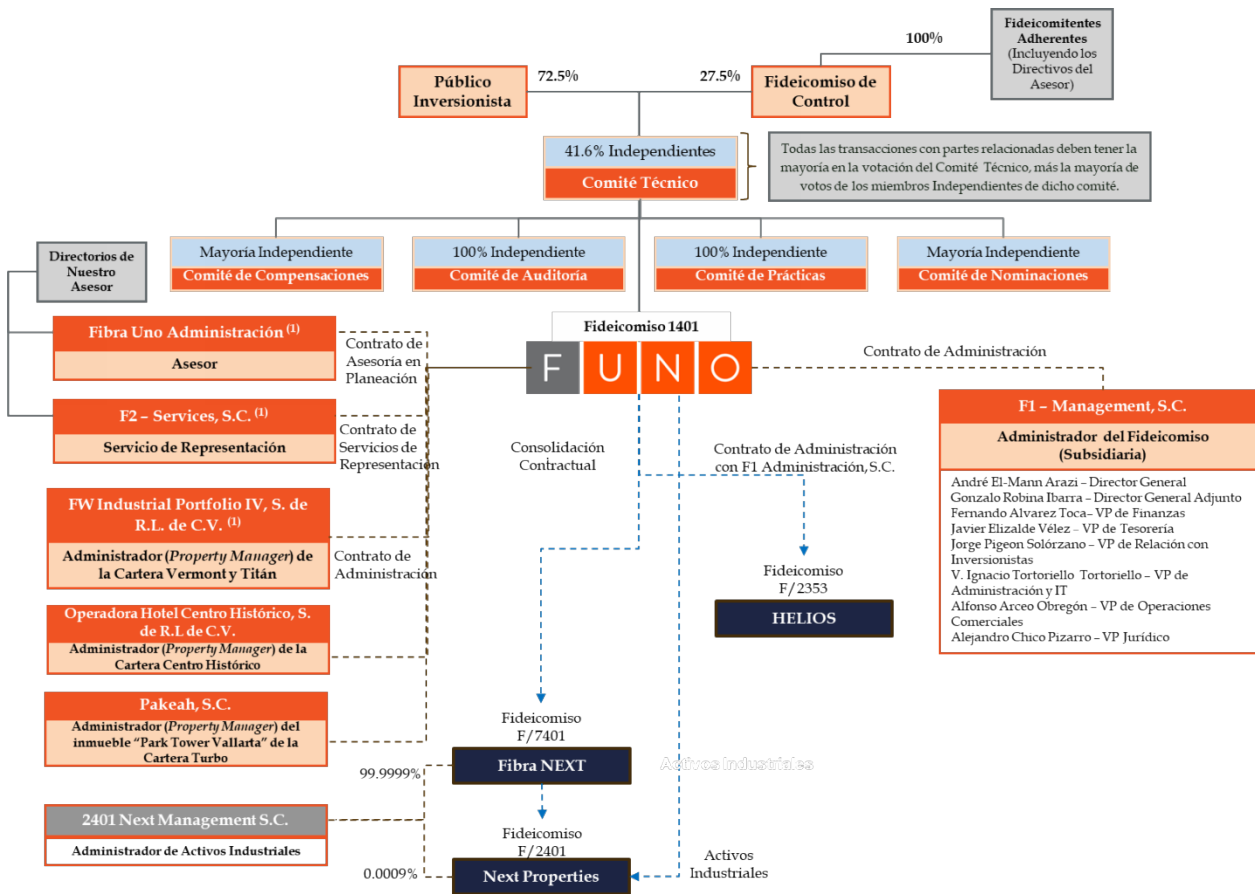 Fideicomitentes
Adherentes
(Incluyendo los
Directivos del
Asesor)
100%
Público
Inversionista
72.5%
27.5%
Fideicomiso de
Control
41.6% Independientes
Comité Técnico
Todas las transacciones con partes relacionadas deben tener la
mayoría en la votación del Comité Técnico, más la mayoría de
votos de los miembros Independientes de dicho comité.
Mayoría Independiente
Comité de Compensaciones
100% Independiente
Comité de Auditoría
100% Independiente
Comité de Prácticas
Mayoría Independiente
Comité de Nominaciones
Directorios de
Nuestro
Asesor
Fibra Uno Administración (1)
Asesor
Contrato de
Asesoría en
Planeación
F2 – Services, S.C. (1)
Servicio de Representación
Contrato de
Servicios de
Representación
FW Industrial Portfolio IV, S. de
R.L. de C.V. (1)
Administrador (Property Manager) de
la Cartera Vermont y Titán
Contrato de
Administración
Operadora Hotel Centro Histórico, S.
de R.L de C.V.
Administrador (Property Manager) de la
Cartera Centro Histórico
Pakeah, S.C.
Administrador (Property Manager) del
inmueble “Park Tower Vallarta” de la
Cartera Turbo
2401 Next Management S.C.
Administrador de Activos Industriales
99.9999%
0.0009%
Fideicomiso 1401
FUNO
Contrato de Administración
Consolidación
Contractual
Contrato de Administración
con F1 Administración, S.C.
F1 – Management, S.C.
Administrador del Fideicomiso
(Subsidiaria)
André El-Mann Arazi – Director General
Gonzalo Robina Ibarra – Director General Adjunto
Fernando Alvarez Toca– VP de Finanzas
Javier Elizalde Vélez – VP de Tesorería
Jorge Pigeon Solórzano – VP de Relación con
Inversionistas
V. Ignacio Tortoriello Tortoriello – VP de
Administración y IT
Alfonso Arceo Obregón – VP de Operaciones
Comerciales
Alejandro Chico Pizarro – VP Jurídico
Fideicomiso
F/2353
HELIOS
Fideicomiso
F/7401
Fibra NEXT
Activos Industriales
Fideicomiso
F/2401
Next Properties
Activos
Industriales